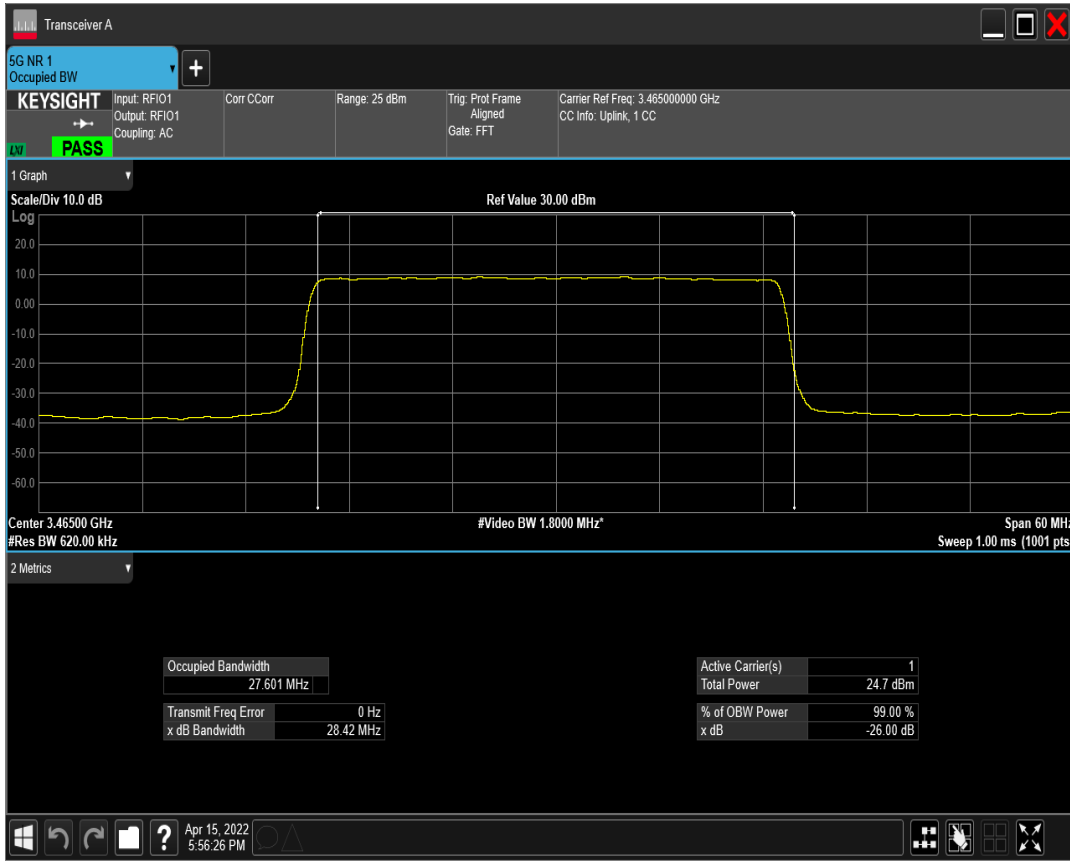 Transceiver A
5G NR 1
Occupied BW
+
KEYSIGHT
Input: RFIO1
Output: RFIO1
Coupling: AC
Corr CCorr
Range: 25 dBm
Trig: Prot Frame
Aligned
Gate: FFT
Carrier Ref Freq: 3.465000000 GHz
CC Info: Uplink, 1 CC
LXI
PASS
1 Graph
Scale/Div 10.0 dB
Ref Value 30.00 dBm
Log
20.0
10.0
0.00
-10.0
-20.0
-30.0
-40.0
-50.0
-60.0
Center 3.46500 GHz
#Video BW 1.8000 MHz*
Span 60 MHz
#Res BW 620.00 kHz
Sweep 1.00 ms (1001 pts
2 Metrics
Occupied Bandwidth
27.601 MHz
Transmit Freq Error 0 Hz
x dB Bandwidth 28.42 MHz
Active Carrier(s) 1
Total Power 24.7 dBm
% of OBW Power 99.00 %
x dB -26.00 dB
?
Apr 15, 2022
5:56:26 PM